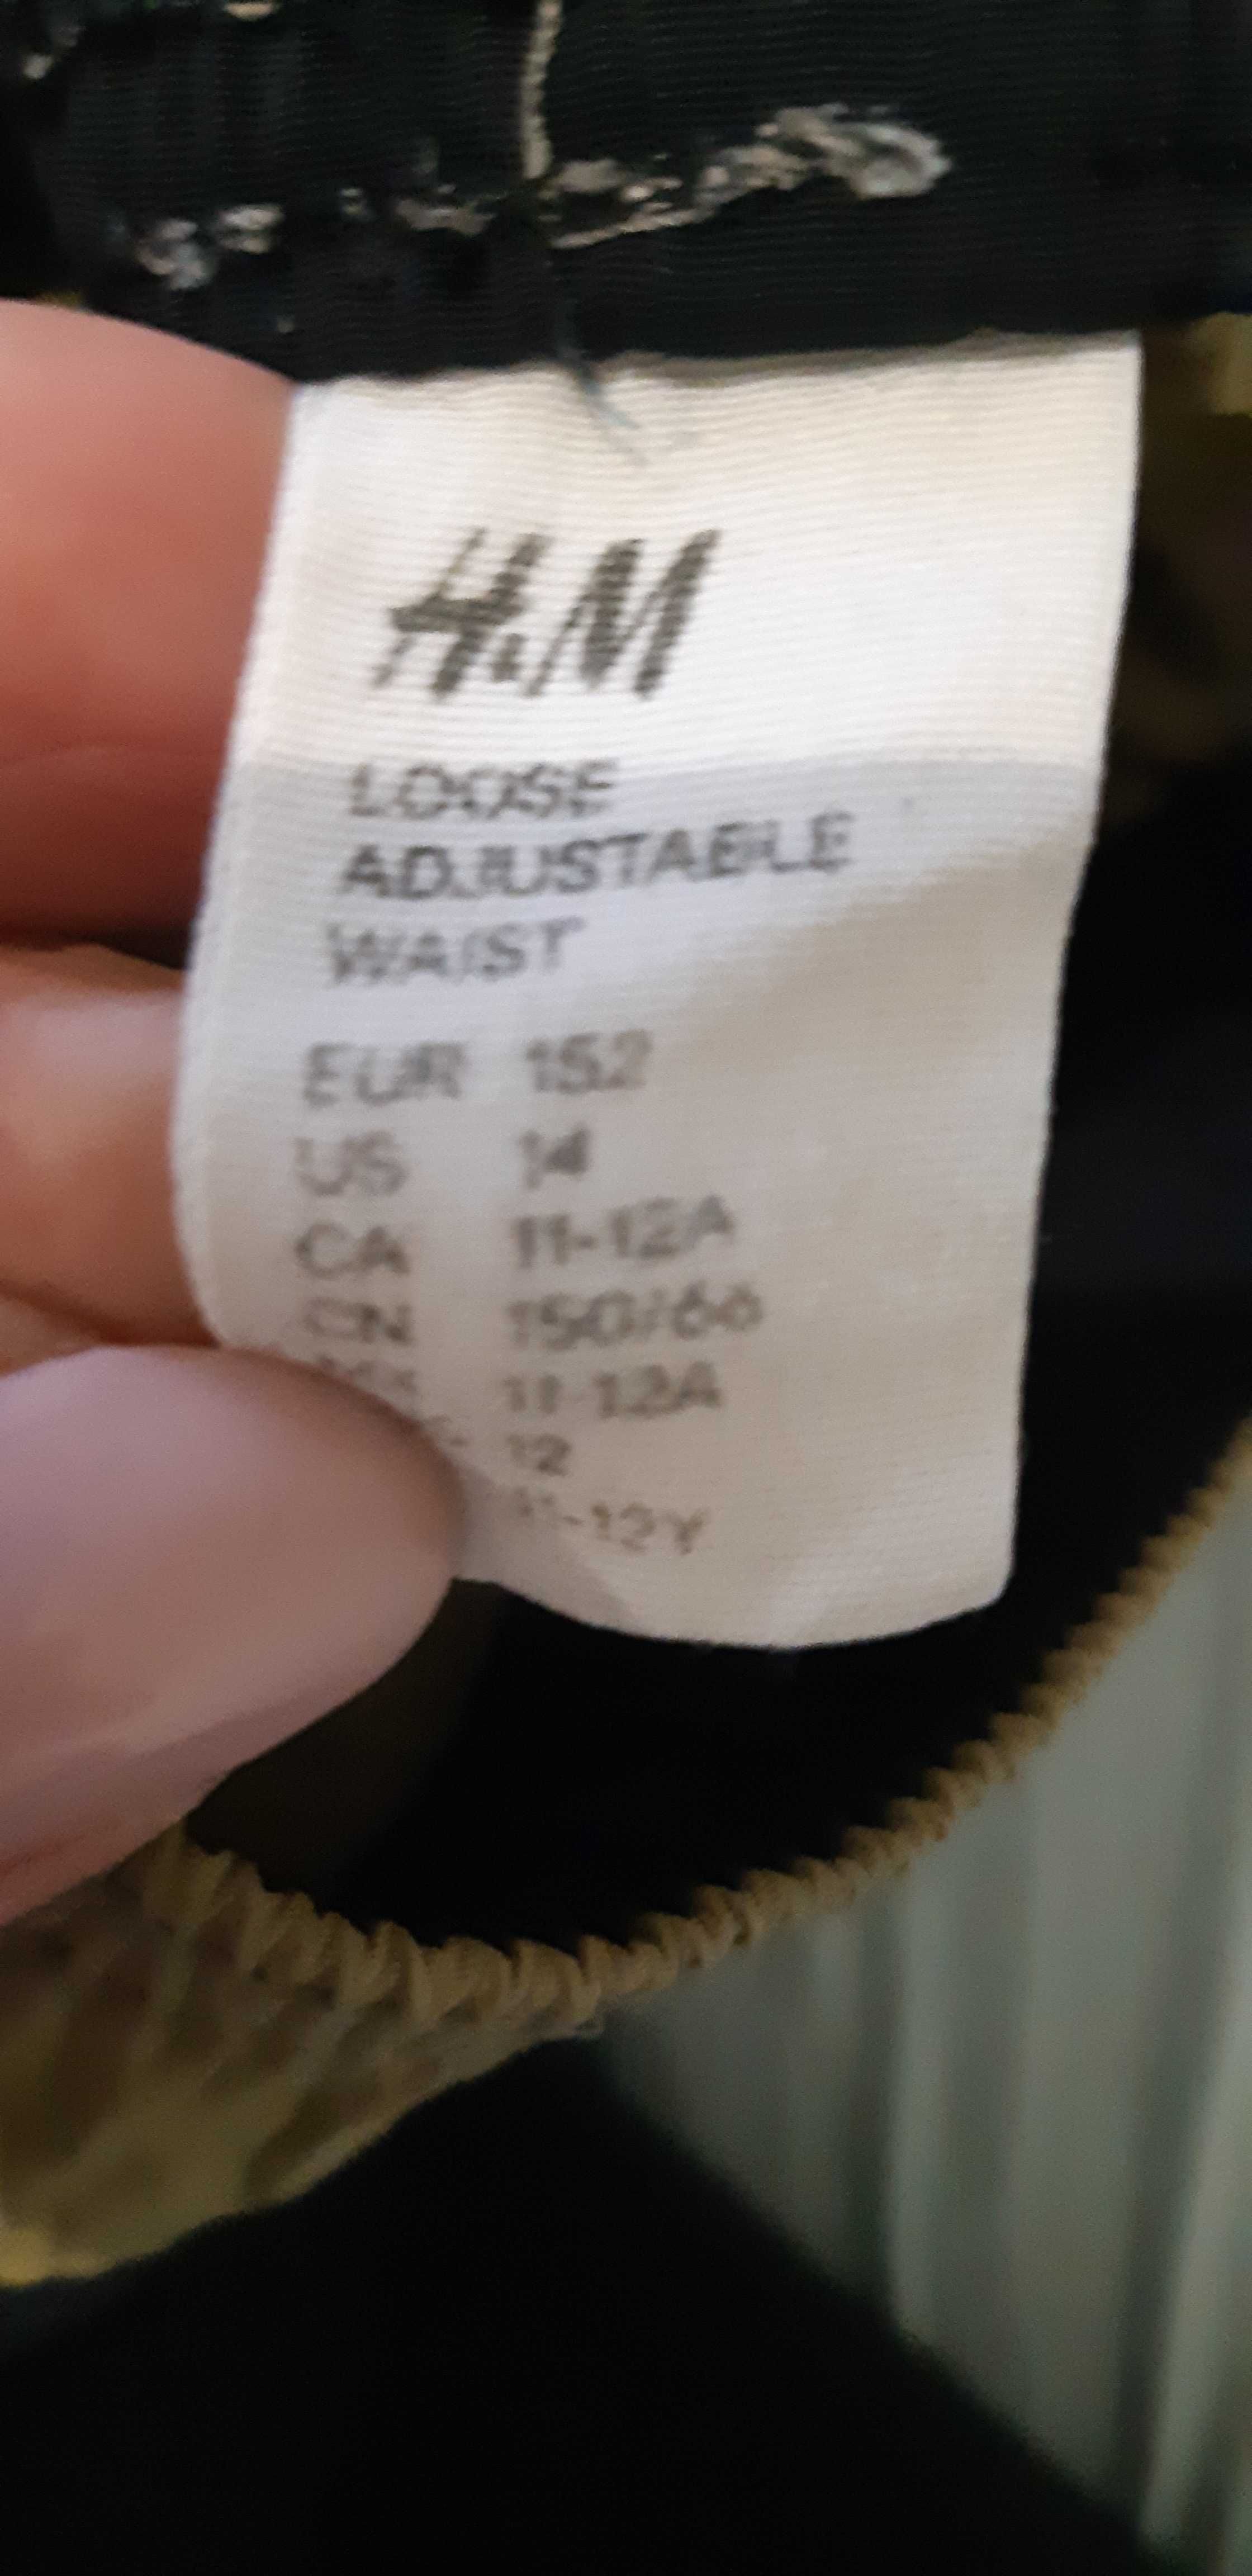 H&M
LOOSE
ADJUSTABLE
WAIST
EUR 152
US 14
CA 11-12A
CN 150/66
11-12A
12
11-12Y